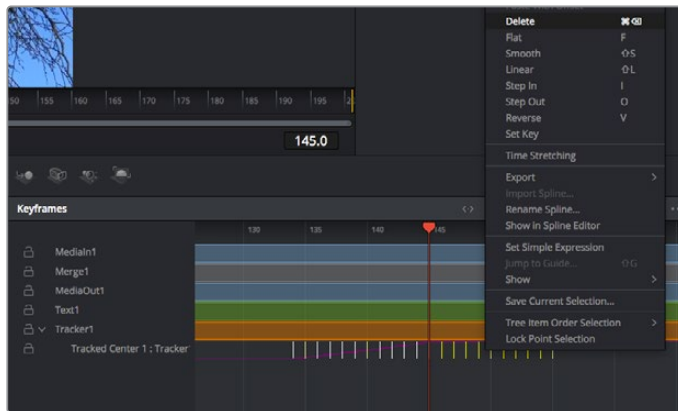 Delete ⌘⌫
Flat F
Smooth ⇧S
Linear ⇧L
Step In I
Step Out O
Reverse V
Set Key
Time Stretching
Export >
Import Spline...
Rename Spline...
Show in Spline Editor
Set Simple Expression
Jump to Guide... ⇧G
Show >
Save Current Selection...
Tree Item Order Selection >
Lock Point Selection
155 160 165 170 175 180 185 190 195
145.0
Keyframes
130 135 140 145
MediaIn1
Merge1
MediaOut1
Text1
Tracker1
Tracked Center 1 : Tracker